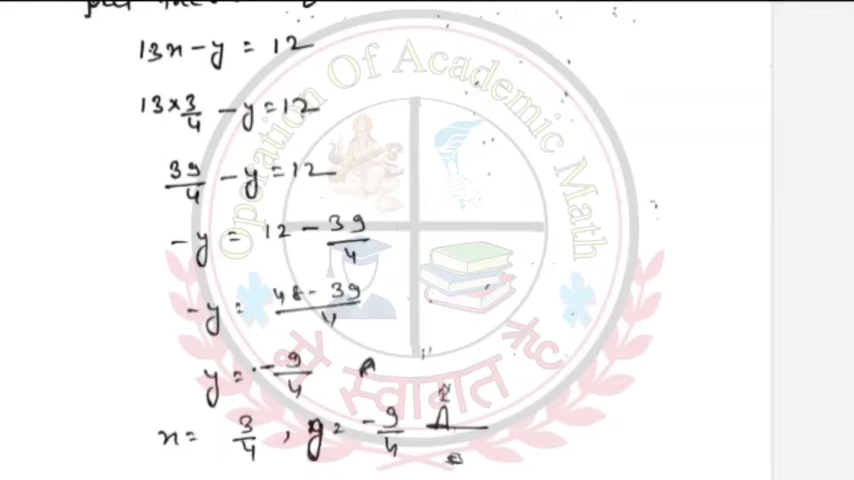 13x - y = 12
13 × 3/4 - y = 12
39/4 - y = 12
- y = 12 - 39/4
- y = 48 - 39/4
y = - 9/4
x = 3/4 , y = - 9/4
Operation Of Academic Math
स्वागत